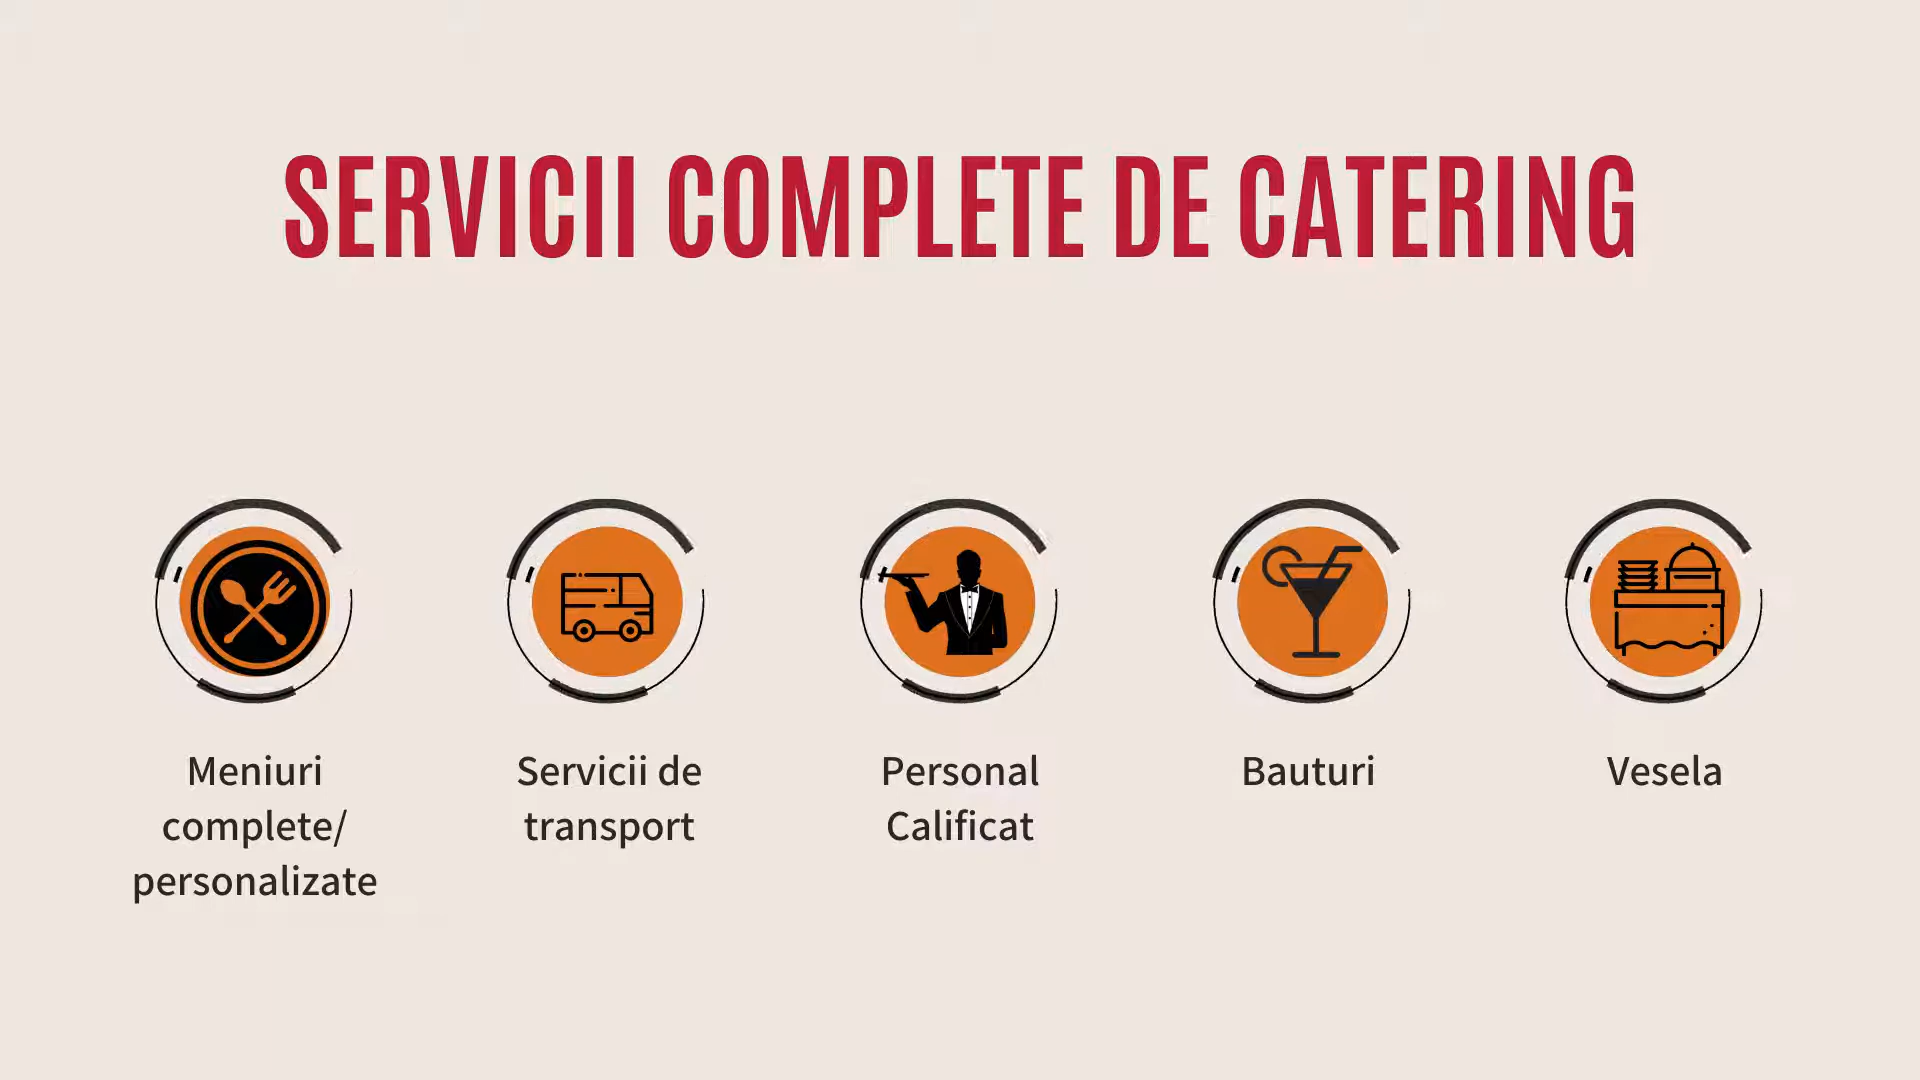 SERVICII COMPLETE DE CATERING
Meniuri
complete/
personalizate
Servicii de
transport
Personal
Calificat
Bauturi
Vesela